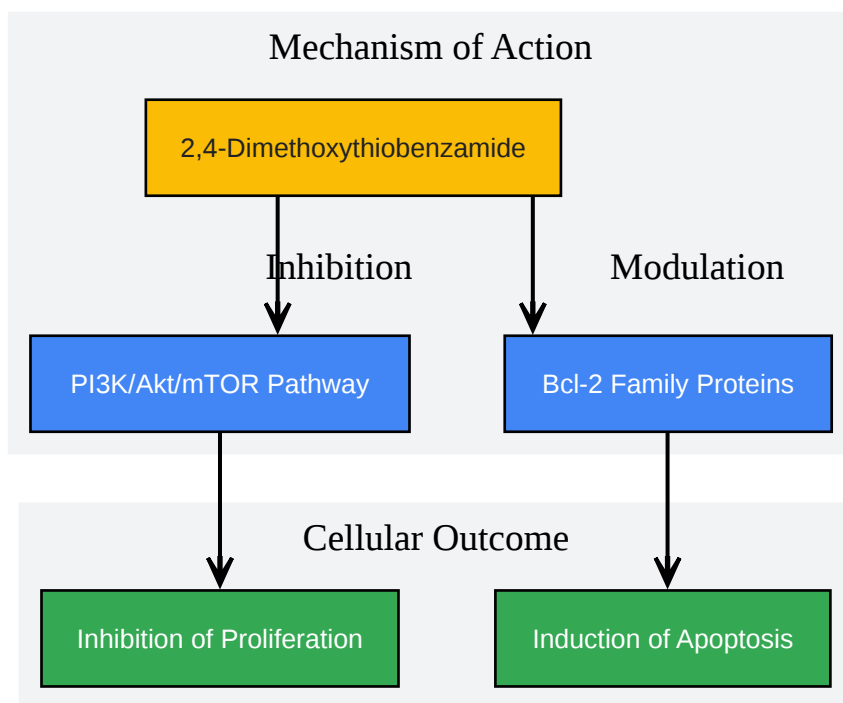 Mechanism of Action
2,4-Dimethoxythiobenzamide
Inhibition
Modulation
PI3K/Akt/mTOR Pathway
Bcl-2 Family Proteins
Cellular Outcome
Inhibition of Proliferation
Induction of Apoptosis